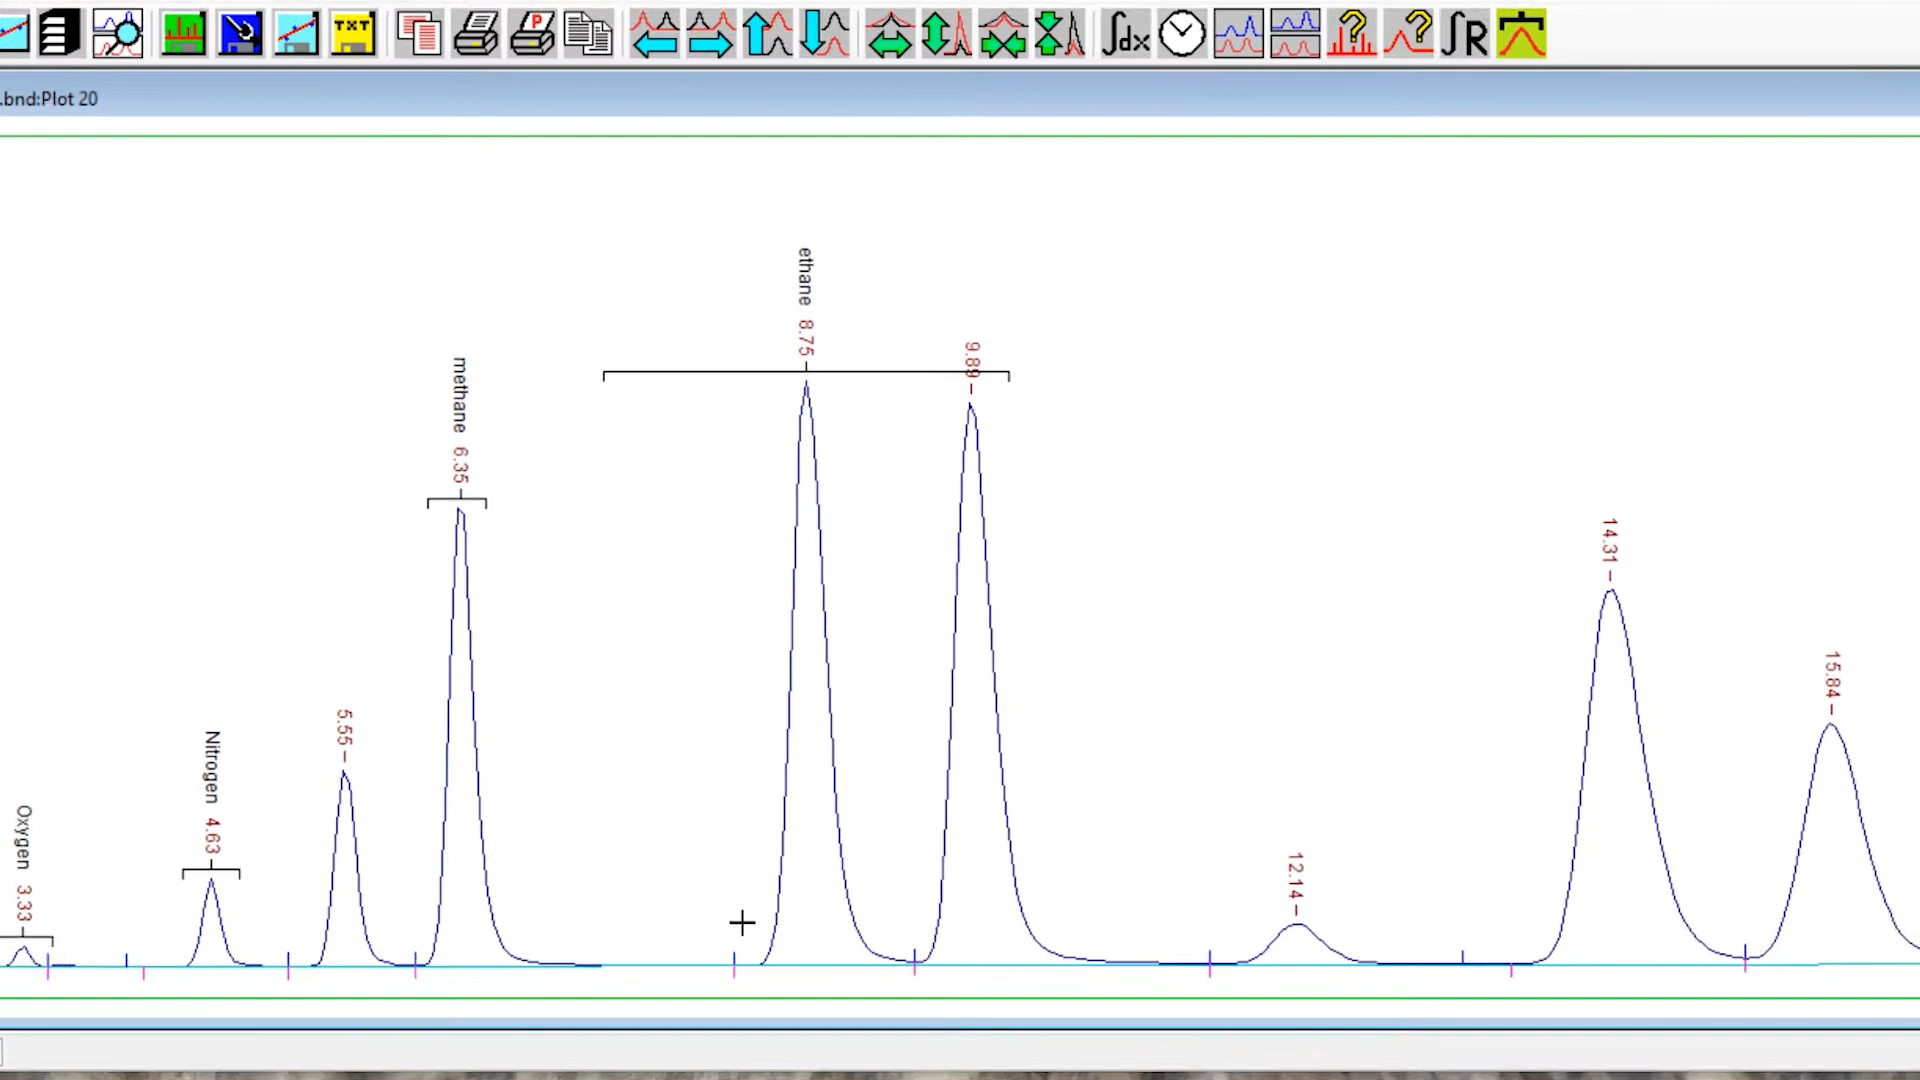 TXT
P
∫dx
?
?
∫R
.bnd:Plot 20
Oxygen 3.33
Nitrogen 4.63
5.55
methane 6.35
ethane 8.75
9.89
12.14
14.31
15.84